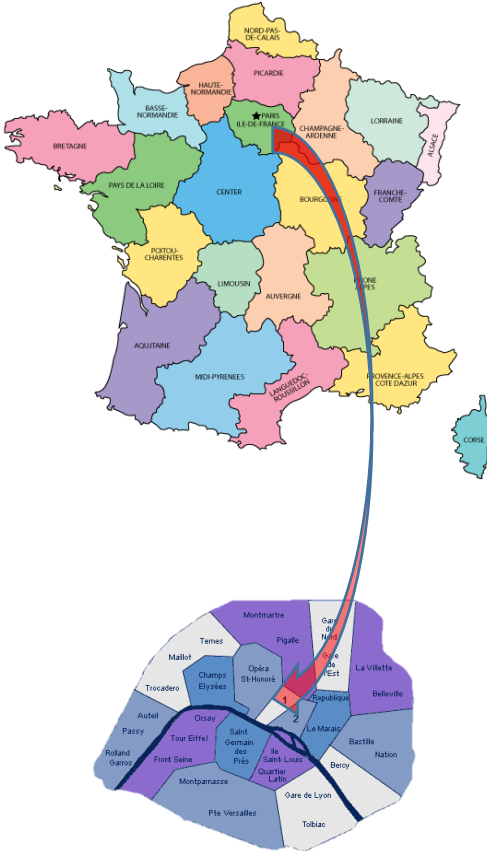 NORD-PAS-
DE-CALAIS
PICARDIE
HAUTE-
NORMANDIE
BASSE-
NORMANDIE
PARIS
ILE-DE-FRANCE
CHAMPAGNE-
ARDENNE
LORRAINE
ALSACE
BRETAGNE
PAYS DE LA LOIRE
CENTER
BOURGOGNE
FRANCHE-
COMTE
POITOU-
CHARENTES
LIMOUSIN
AUVERGNE
RHONE
ALPES
AQUITAINE
MIDI-PYRENEES
LANGUEDOC-
ROUSSILLON
PROVENCE-ALPES
COTE DAZUR
CORSE
Montmartre
Gare
du
Nord
Ternes
Pigalle
Maillot
Opéra
St-Honoré
Gare
de
l'Est
La Villette
Champs
Elysées
Trocadero
1
Republique
Belleville
2
Auteil
Orsay
Passy
Saint
Germain
des
Prés
Le Marais
Tour Eiffel
Bastille
Rolland
Garros
Front Seine
Ile
Saint-Louis
Nation
Quartier
Latin
Bercy
Montparnasse
Gare de Lyon
Pte Versailles
Tolbiac